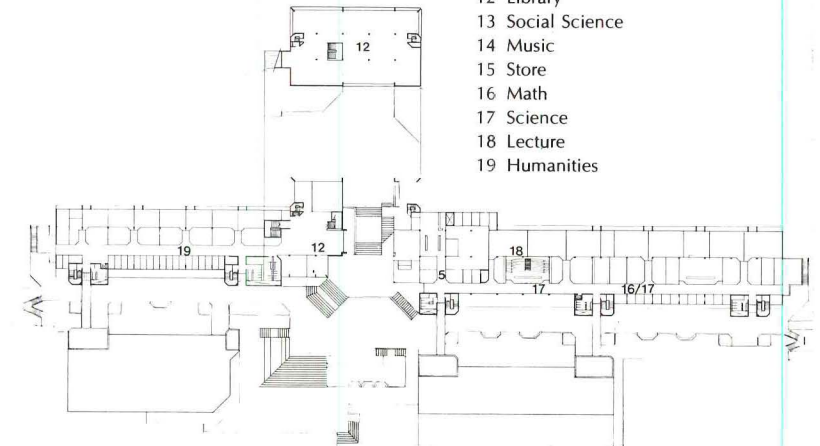 12 Library
13 Social Science
14 Music
15 Store
16 Math
17 Science
18 Lecture
19 Humanities
12
19
12
18
5
17
16/17